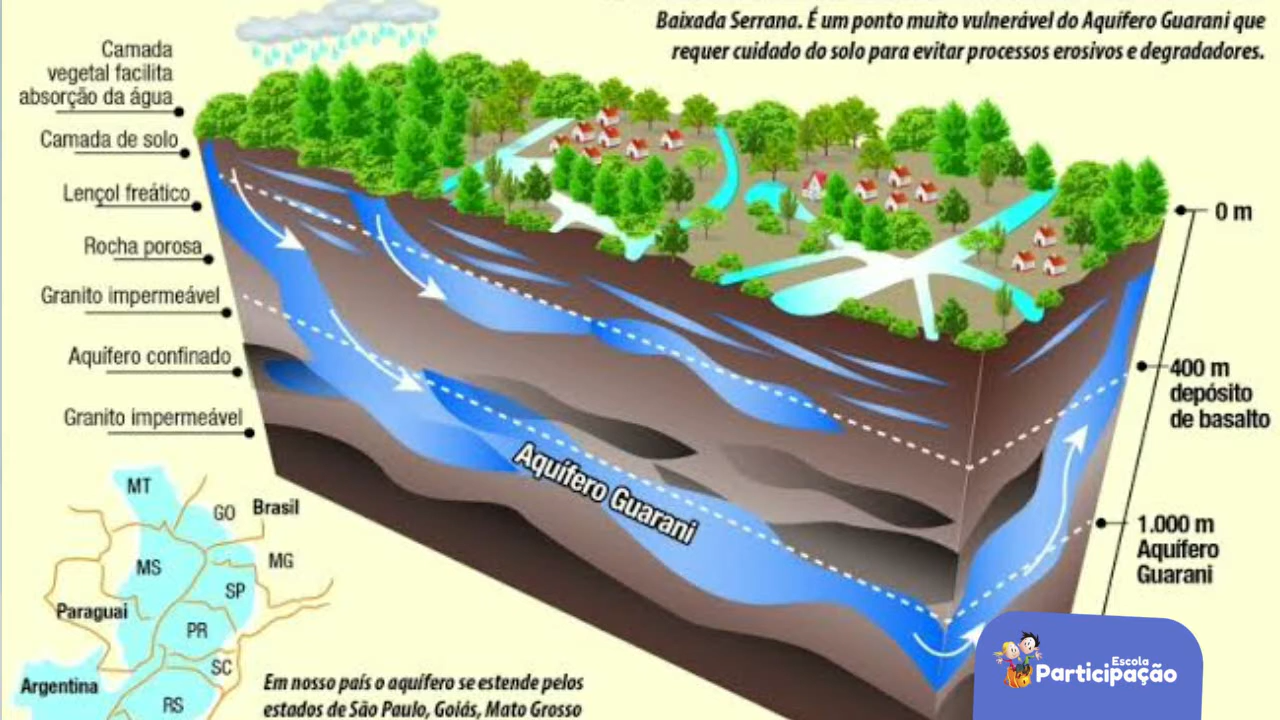 Baixada Serrana. É um ponto muito vulnerável do Aquífero Guarani que
requer cuidado do solo para evitar processos erosivos e degradadores.
Camada
vegetal facilita
absorção da água
Camada de solo
Lençol freático
Rocha porosa
Granito impermeável
Aquífero confinado
Granito impermeável
0 m
400 m
depósito
de basalto
1.000 m
Aquífero
Guarani
Aquífero Guarani
MT
GO
Brasil
MS
MG
SP
Paraguai
PR
SC
Argentina
RS
Em nosso país o aquífero se estende pelos
estados de São Paulo, Goiás, Mato Grosso
Escola
Participação